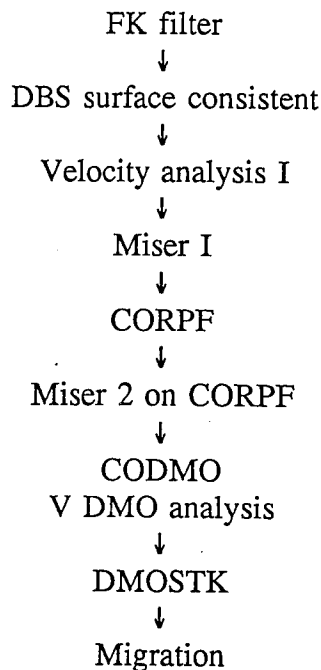 FK filter
↓
DBS surface consistent
↓
Velocity analysis I
↓
Miser I
↓
CORPF
↓
Miser 2 on CORPF
↓
CODMO
V DMO analysis
↓
DMOSTK
↓
Migration